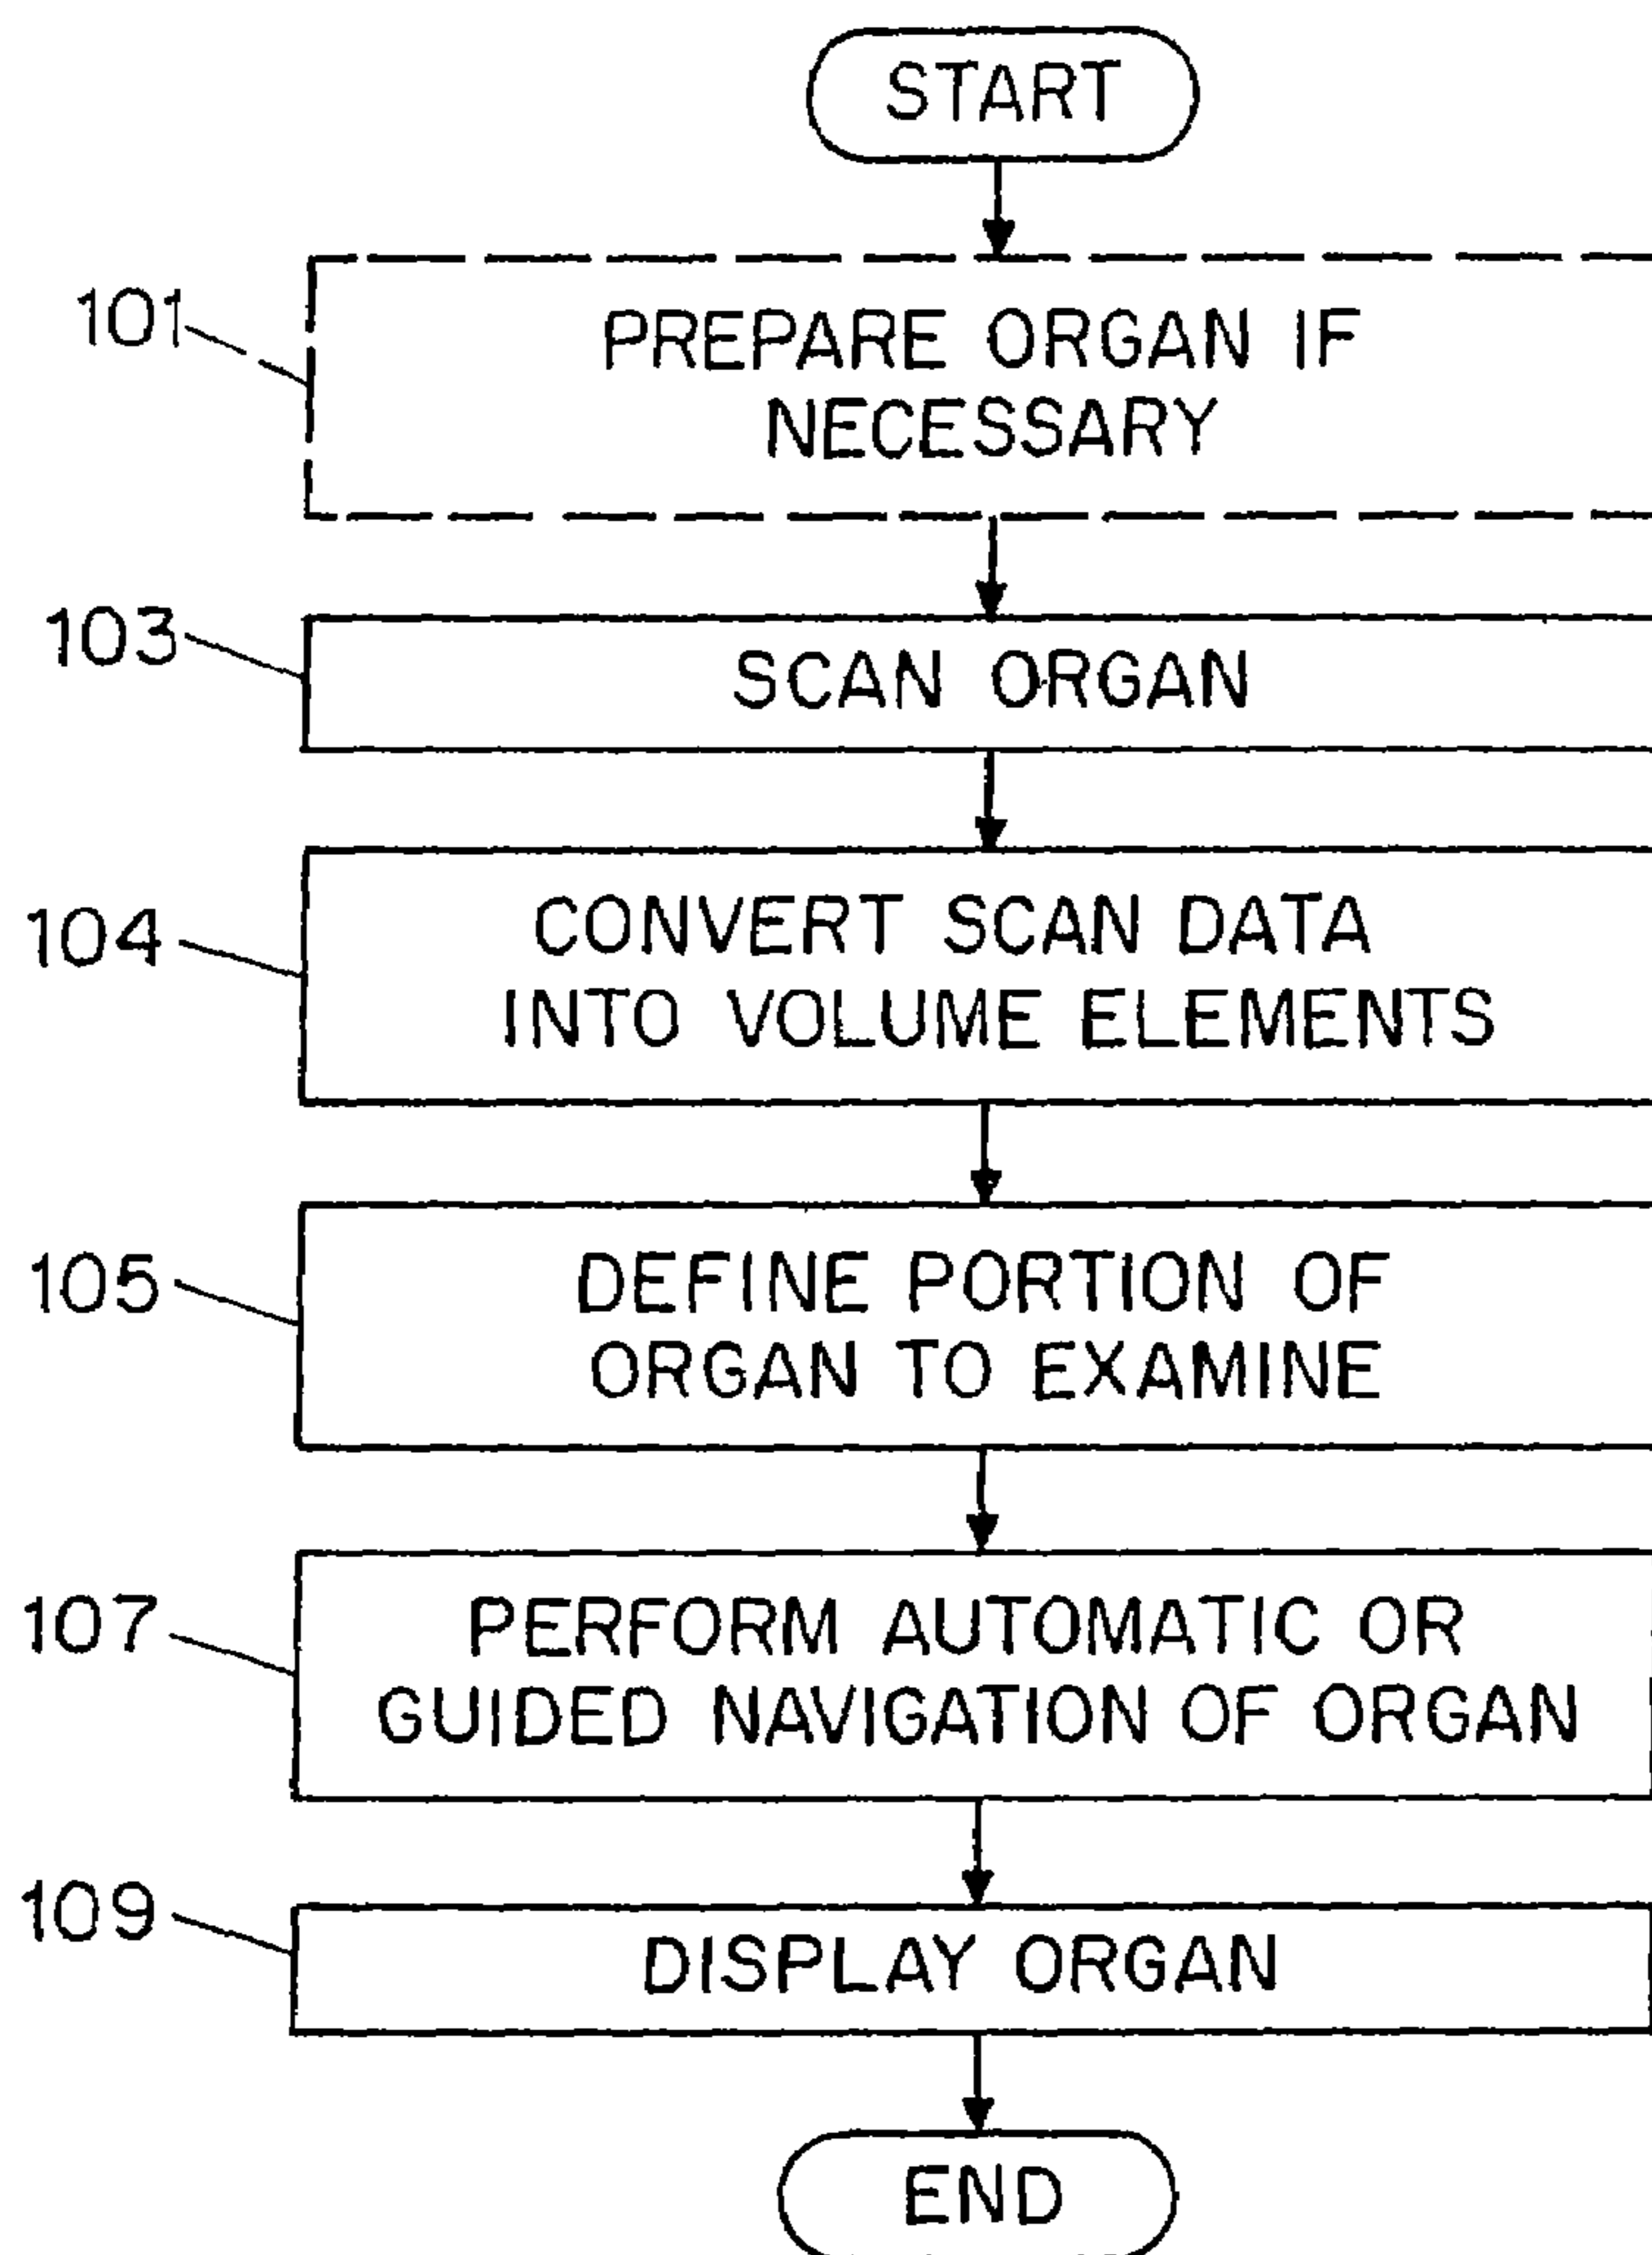 START
101
PREPARE ORGAN IF
NECESSARY
103
SCAN ORGAN
104
CONVERT SCAN DATA
INTO VOLUME ELEMENTS
105
DEFINE PORTION OF
ORGAN TO EXAMINE
107
PERFORM AUTOMATIC OR
GUIDED NAVIGATION OF ORGAN
109
DISPLAY ORGAN
END